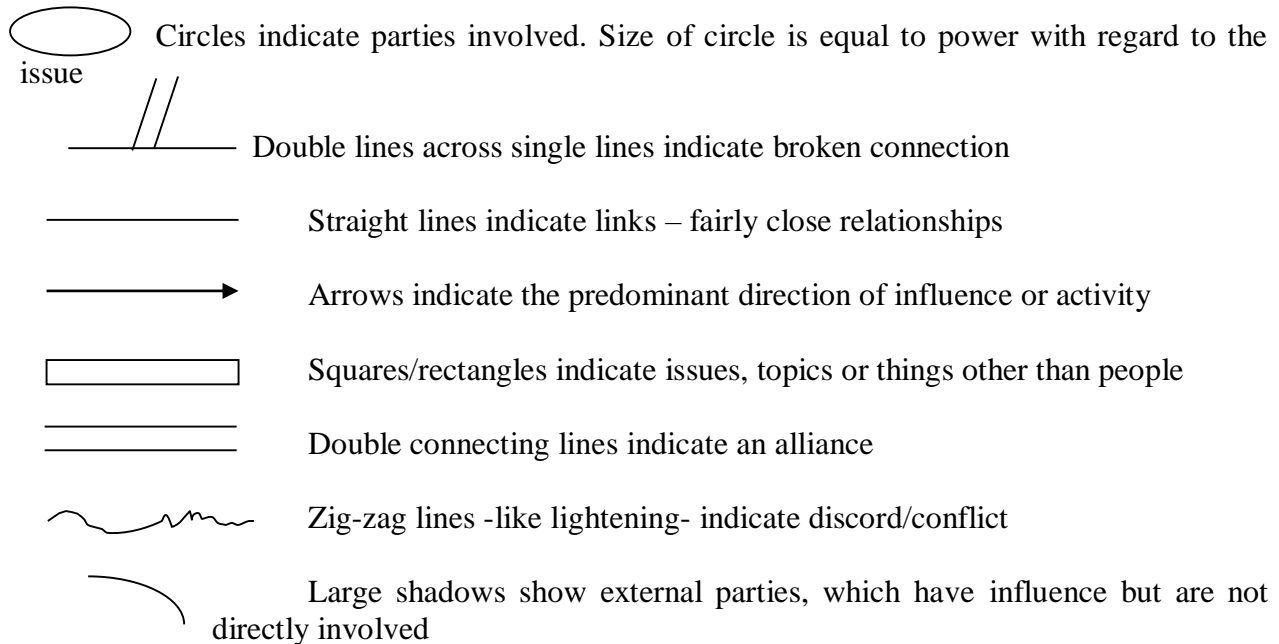 Circles indicate parties involved. Size of circle is equal to power with regard to the
issue
Double lines across single lines indicate broken connection
Straight lines indicate links – fairly close relationships
Arrows indicate the predominant direction of influence or activity
Squares/rectangles indicate issues, topics or things other than people
Double connecting lines indicate an alliance
Zig-zag lines -like lightening- indicate discord/conflict
Large shadows show external parties, which have influence but are not
directly involved